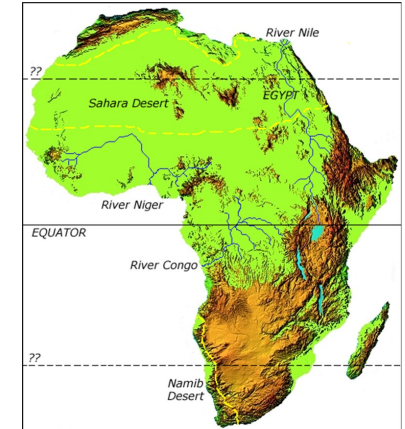 River Nile
??
EGYPT
Sahara Desert
River Niger
EQUATOR
River Congo
??
Namib
Desert